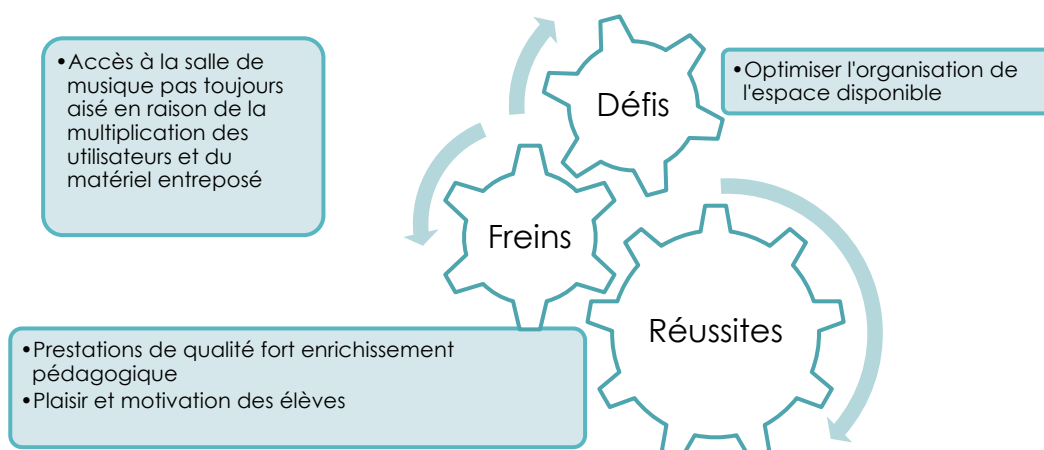 •Accès à la salle de
musique pas toujours
aisé en raison de la
multiplication des
utilisateurs et du
matériel entreposé
Défis
•Optimiser l'organisation de
l'espace disponible
Freins
Réussites
•Prestations de qualité fort enrichissement
pédagogique
•Plaisir et motivation des élèves